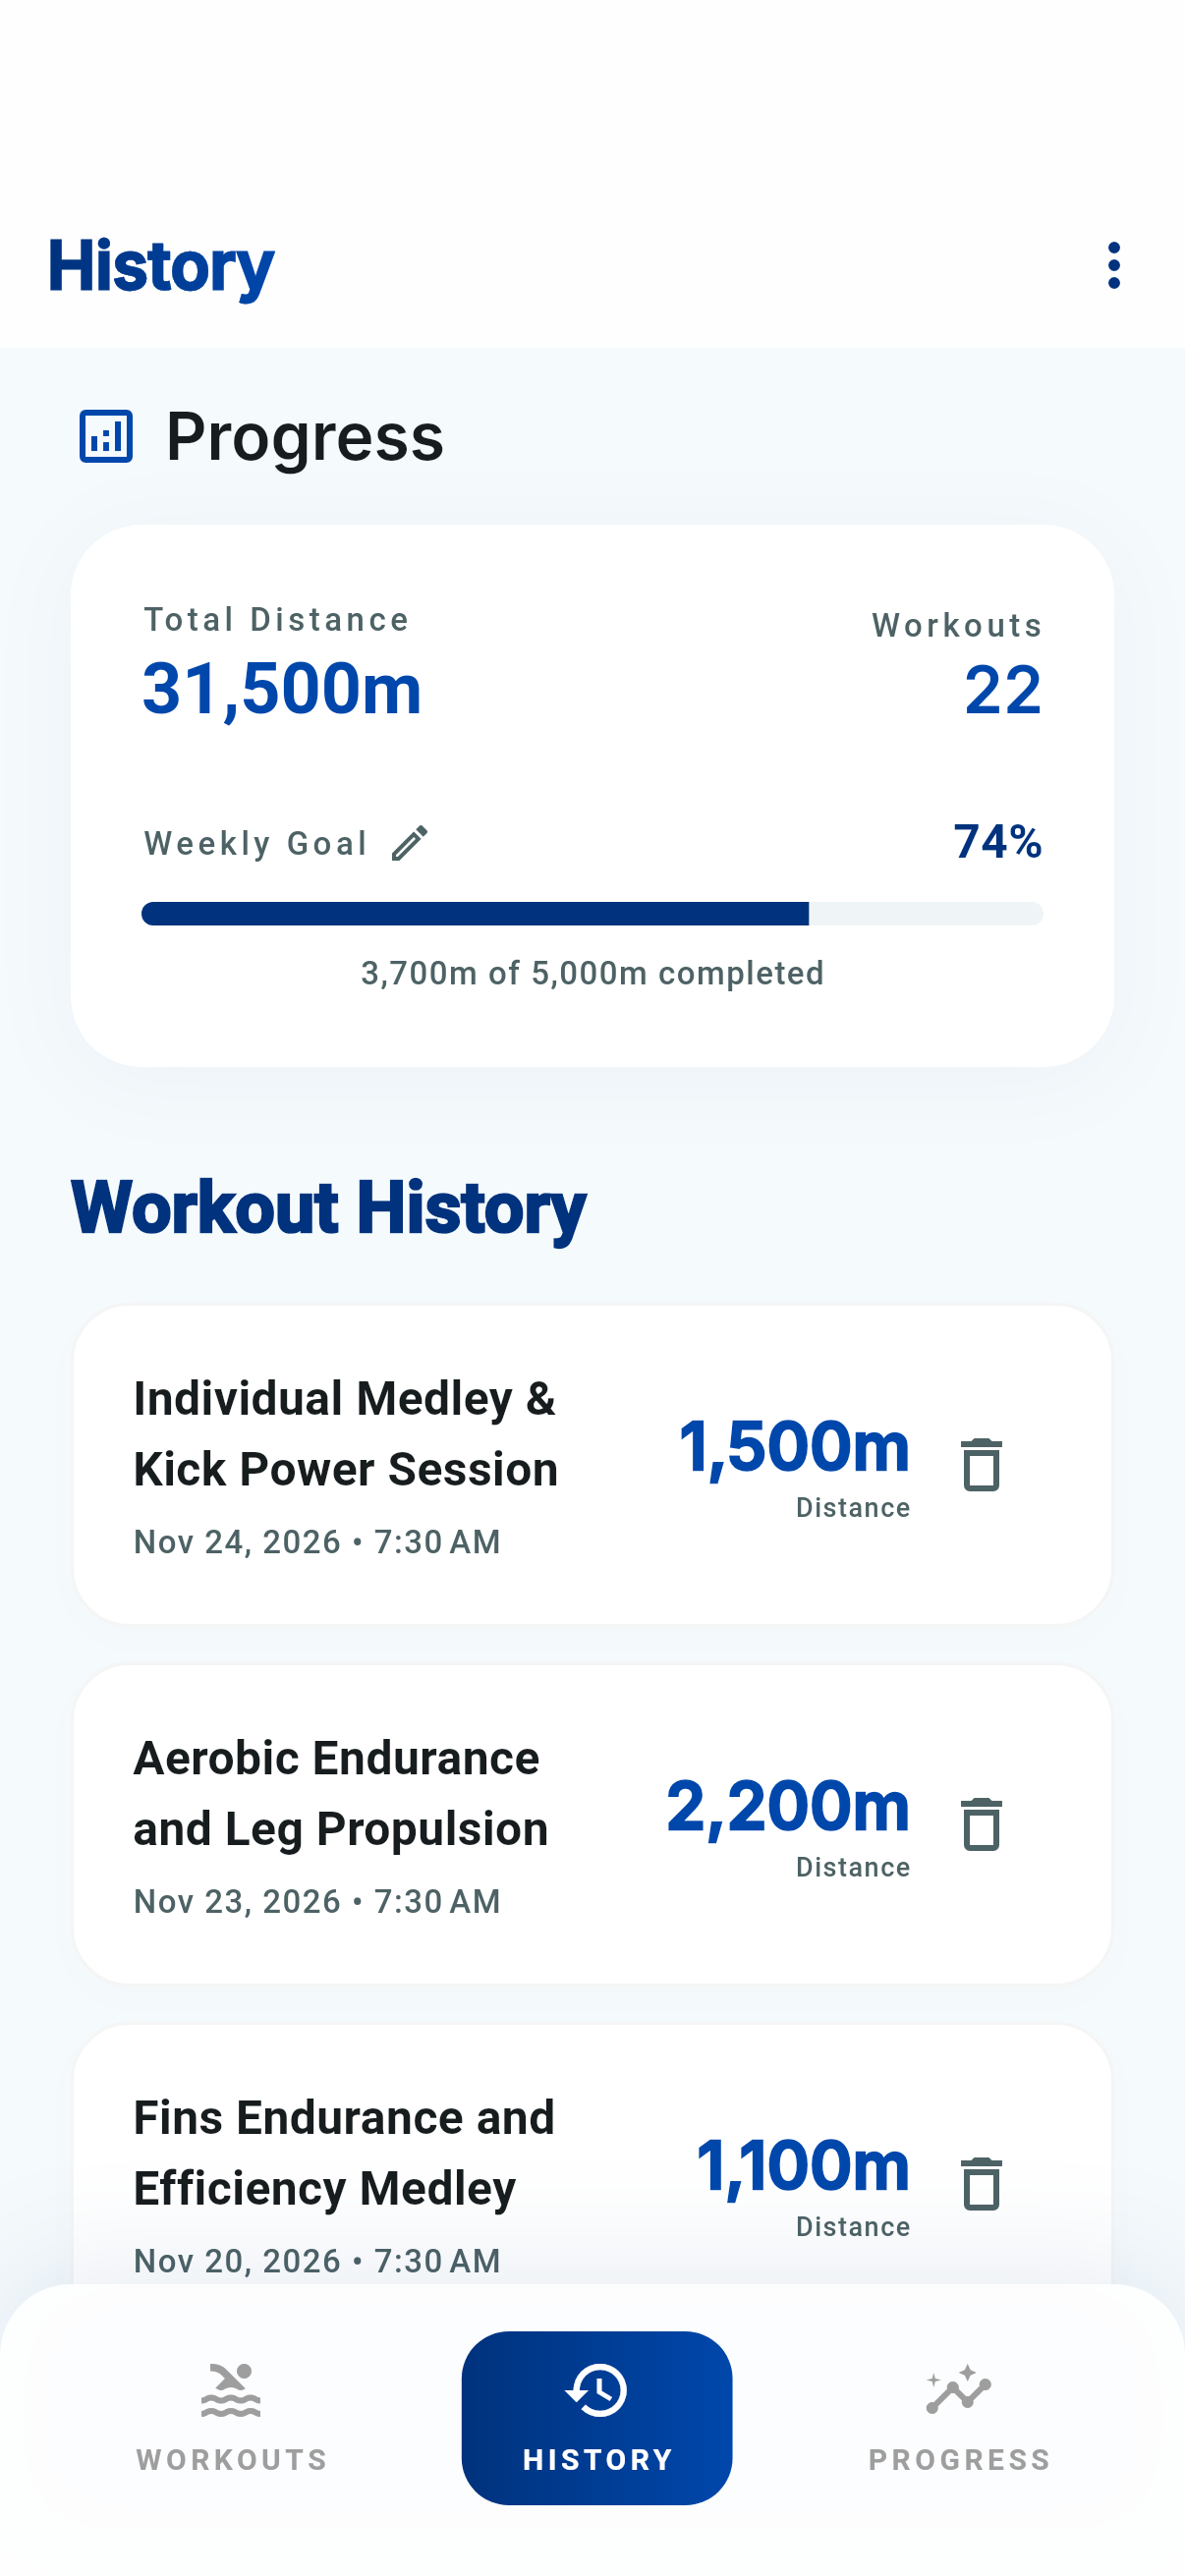 History
Progress
Total Distance
31,500m
Workouts
22
Weekly Goal
74%
3,700m of 5,000m completed
Workout History
Individual Medley &
Kick Power Session
Nov 24, 2026 • 7:30 AM
1,500m
Distance
Aerobic Endurance
and Leg Propulsion
Nov 23, 2026 • 7:30 AM
2,200m
Distance
Fins Endurance and
Efficiency Medley
Nov 20, 2026 • 7:30 AM
1,100m
Distance
WORKOUTS
HISTORY
PROGRESS